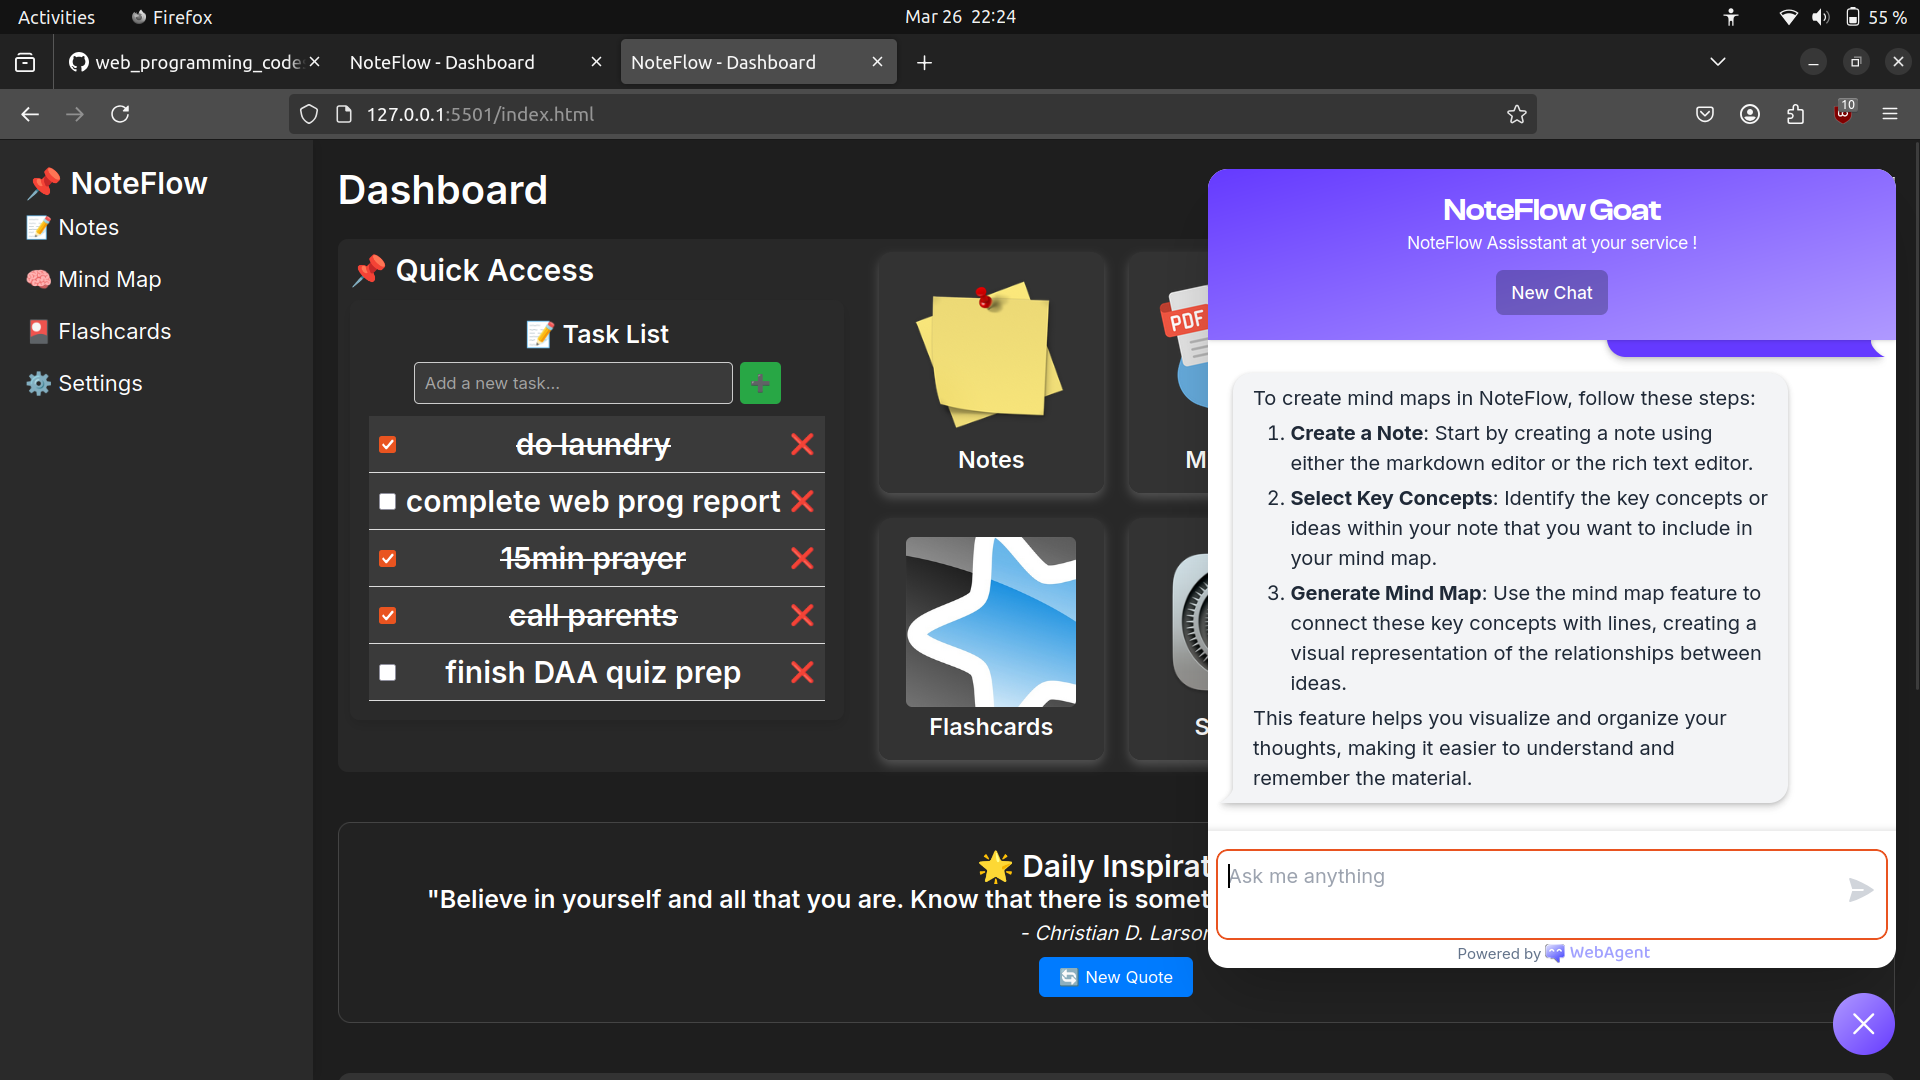 Activities
Firefox
Mar 26 22:24
55 %
web_programming_code
NoteFlow - Dashboard
NoteFlow - Dashboard
127.0.0.1:5501/index.html
10
NoteFlow
Notes
Mind Map
Flashcards
Settings
Dashboard
Quick Access
Task List
Add a new task...
do laundry
complete web prog report
15min prayer
call parents
finish DAA quiz prep
Notes
PDF
M
Flashcards
S
Daily Inspirat
"Believe in yourself and all that you are. Know that there is somet
- Christian D. Larson
New Quote
NoteFlow Goat
NoteFlow Assisstant at your service !
New Chat
To create mind maps in NoteFlow, follow these steps:
1. Create a Note: Start by creating a note using
either the markdown editor or the rich text editor.
2. Select Key Concepts: Identify the key concepts or
ideas within your note that you want to include in
your mind map.
3. Generate Mind Map: Use the mind map feature to
connect these key concepts with lines, creating a
visual representation of the relationships between
ideas.
This feature helps you visualize and organize your
thoughts, making it easier to understand and
remember the material.
Ask me anything
Powered by WebAgent